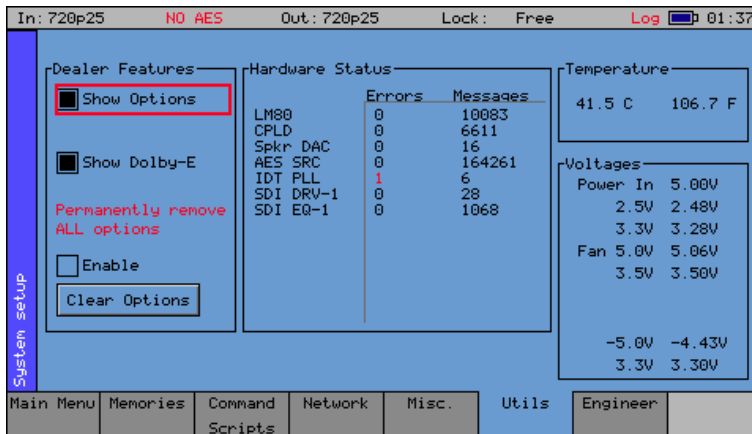 In: 720p25 NO AES Out: 720p25 Lock: Free Log 01:37
System setup
Dealer Features
Show Options
Show Dolby-E
Permanently remove
ALL options
Enable
Clear Options
Hardware Status
Errors Messages
LM80 0 10083
CPLD 0 6611
Spkr DAC 0 16
AES SRC 0 164261
IDT PLL 1 6
SDI DRV-1 0 28
SDI EQ-1 0 1068
Temperature
41.5 C 106.7 F
Voltages
Power In 5.00V
2.5V 2.48V
3.3V 3.28V
Fan 5.0V 5.06V
3.5V 3.50V
-5.0V -4.43V
3.3V 3.30V
Main Menu Memories Command Scripts Network Misc. Utils Engineer